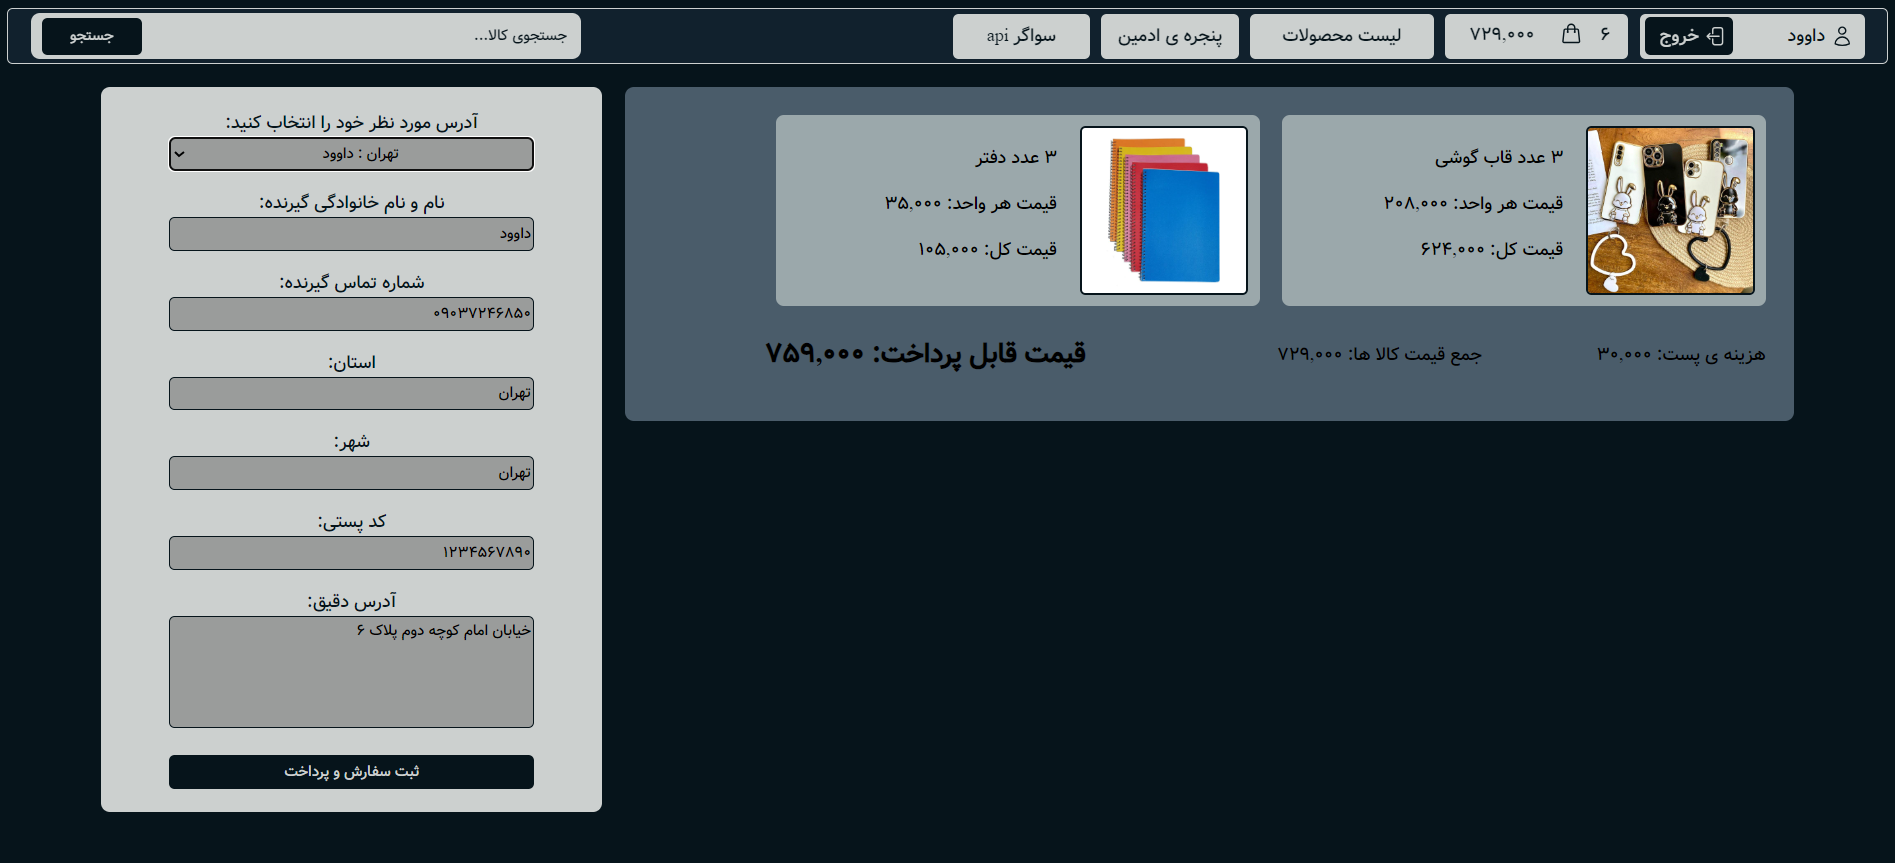 داوود
خروج
۶
۷۲۹,۰۰۰
لیست محصولات
پنجره ی ادمین
سواگر api
جستجوی کالا...
جستجو
۳ عدد قاب گوشی
قیمت هر واحد: ۲۰۸,۰۰۰
قیمت کل: ۶۲۴,۰۰۰
۳ عدد دفتر
قیمت هر واحد: ۳۵,۰۰۰
قیمت کل: ۱۰۵,۰۰۰
هزینه ی پست: ۳۰,۰۰۰
جمع قیمت کالا ها: ۷۲۹,۰۰۰
قیمت قابل پرداخت: ۷۵۹,۰۰۰
آدرس مورد نظر خود را انتخاب کنید:
تهران : داوود
نام و نام خانوادگی گیرنده:
داوود
شماره تماس گیرنده:
۰۹۰۳۷۲۴۶۸۵۰
استان:
تهران
شهر:
تهران
کد پستی:
۱۲۳۴۵۶۷۸۹۰
آدرس دقیق:
خیابان امام کوچه دوم پلاک ۶
ثبت سفارش و پرداخت